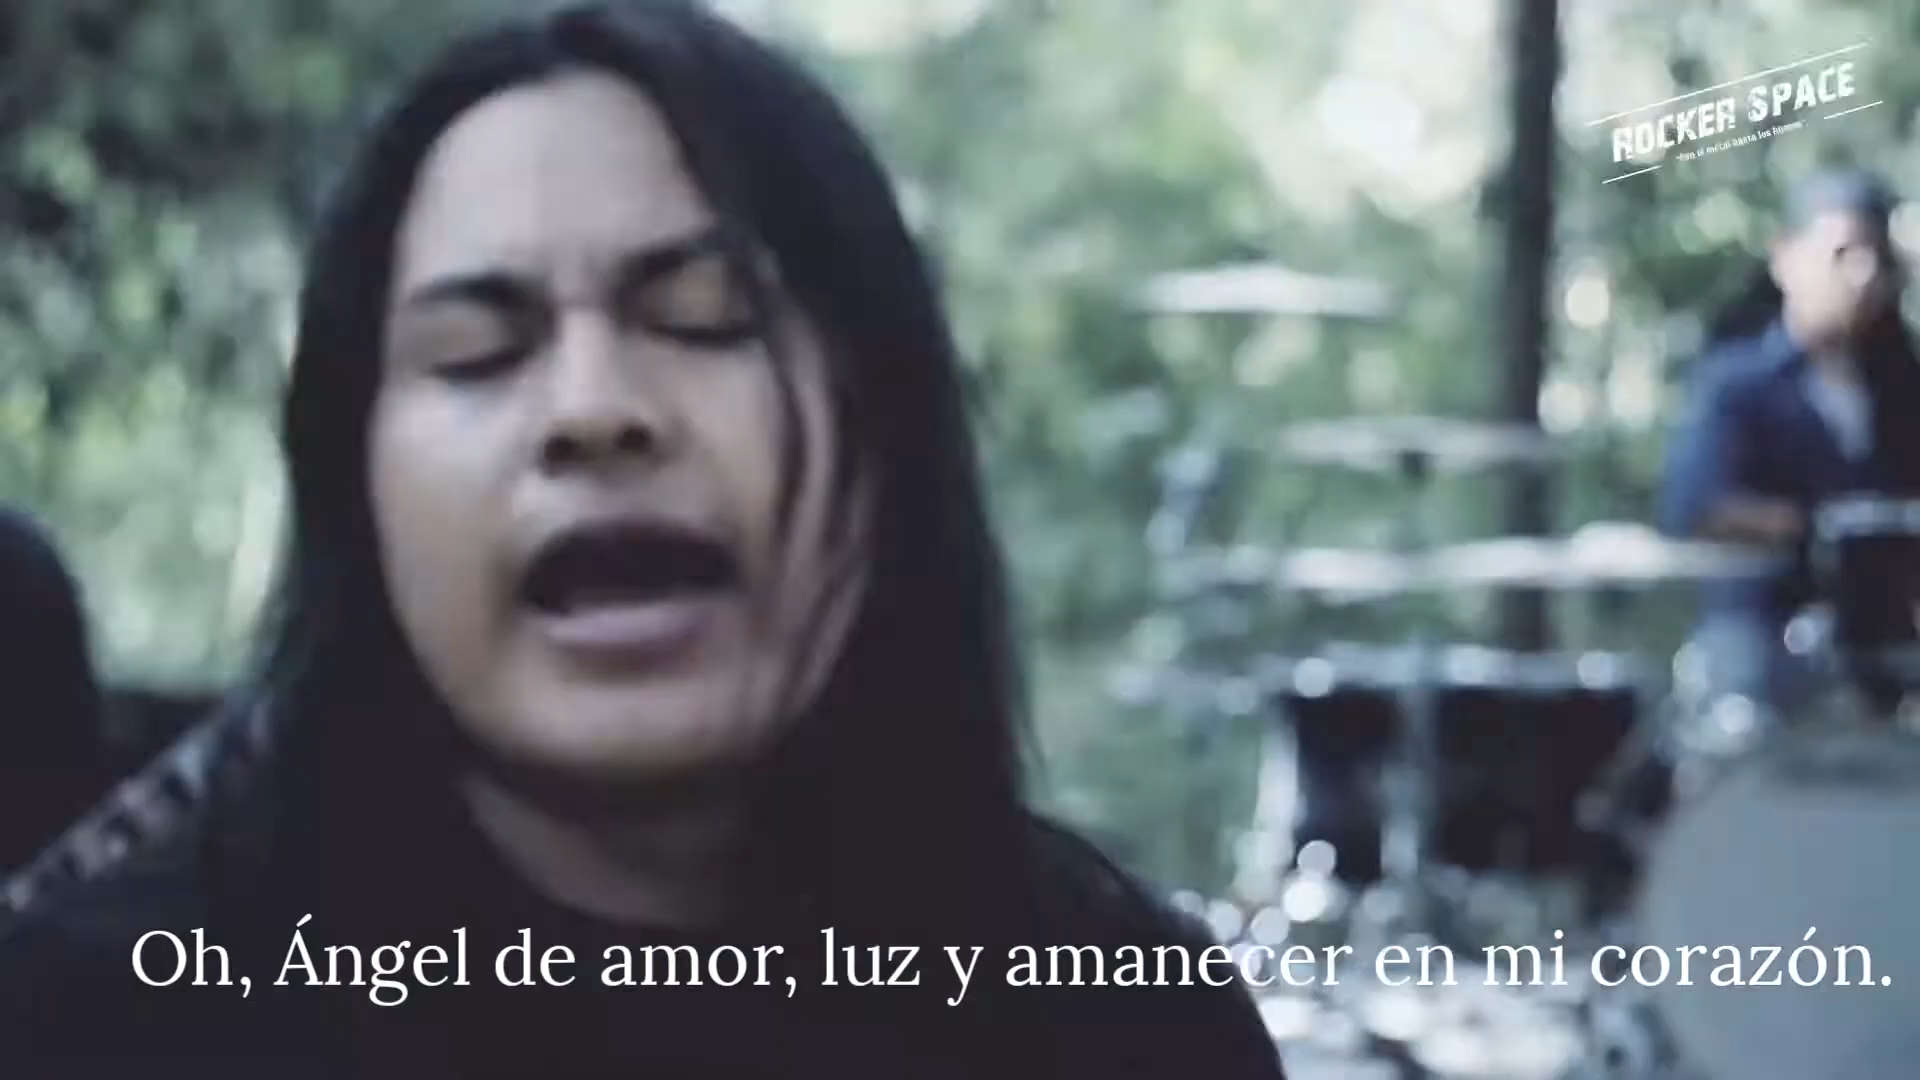 ROCKER SPACE
Oh, Ángel de amor, luz y amanecer en mi corazón.